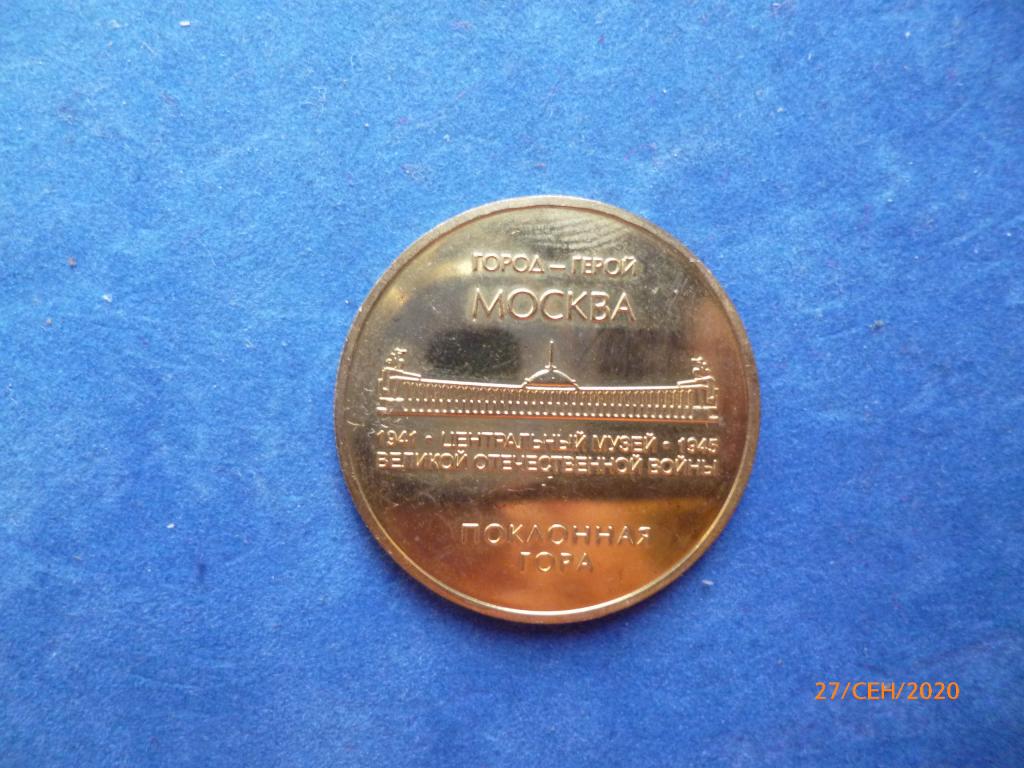 ГОРОД – ГЕРОЙ
МОСКВА
1941 · ЦЕНТРАЛЬНЫЙ МУЗЕЙ · 1945
ВЕЛИКОЙ ОТЕЧЕСТВЕННОЙ ВОЙНЫ
ПОКЛОННАЯ
ГОРА
27/СЕН/2020